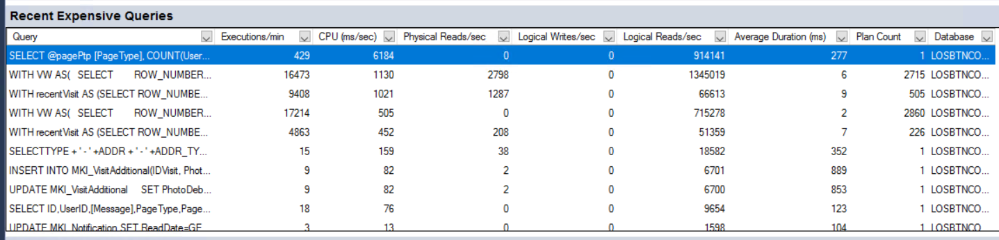 Recent Expensive Queries
Query Executions/min CPU (ms/sec) Physical Reads/sec Logical Writes/sec Logical Reads/sec Average Duration (ms) Plan Count Database
SELECT @pagePtp [PageType], COUNT(User... 429 6184 0 0 914141 277 1 LOSBTNCO...
WITH VW AS( SELECT ROW_NUMBER... 16473 1130 2798 0 1345019 6 2715 LOSBTNCO...
WITH recentVisit AS (SELECT ROW_NUMBE... 9408 1021 1287 0 66613 9 505 LOSBTNCO...
WITH VW AS( SELECT ROW_NUMBER... 17214 505 0 0 715278 2 2860 LOSBTNCO...
WITH recentVisit AS (SELECT ROW_NUMBE... 4863 452 208 0 51359 7 226 LOSBTNCO...
SELECTTYPE + ' - ' +ADDR + ' - ' +ADDR_TY... 15 159 38 0 18582 352 1 LOSBTNCO...
INSERT INTO MKI_VisitAdditional(IDVisit, Phot... 9 82 2 0 6701 889 1 LOSBTNCO...
UPDATE MKI_VisitAdditional SET PhotoDeb... 9 82 2 0 6700 853 1 LOSBTNCO...
SELECT ID,UserID,[Message],PageType,Page... 18 76 0 0 9654 123 1 LOSBTNCO...
UPDATE MKI_Notification SET ReadDate=GE 3 13 0 0 1598 104 1 LOSBTNCO